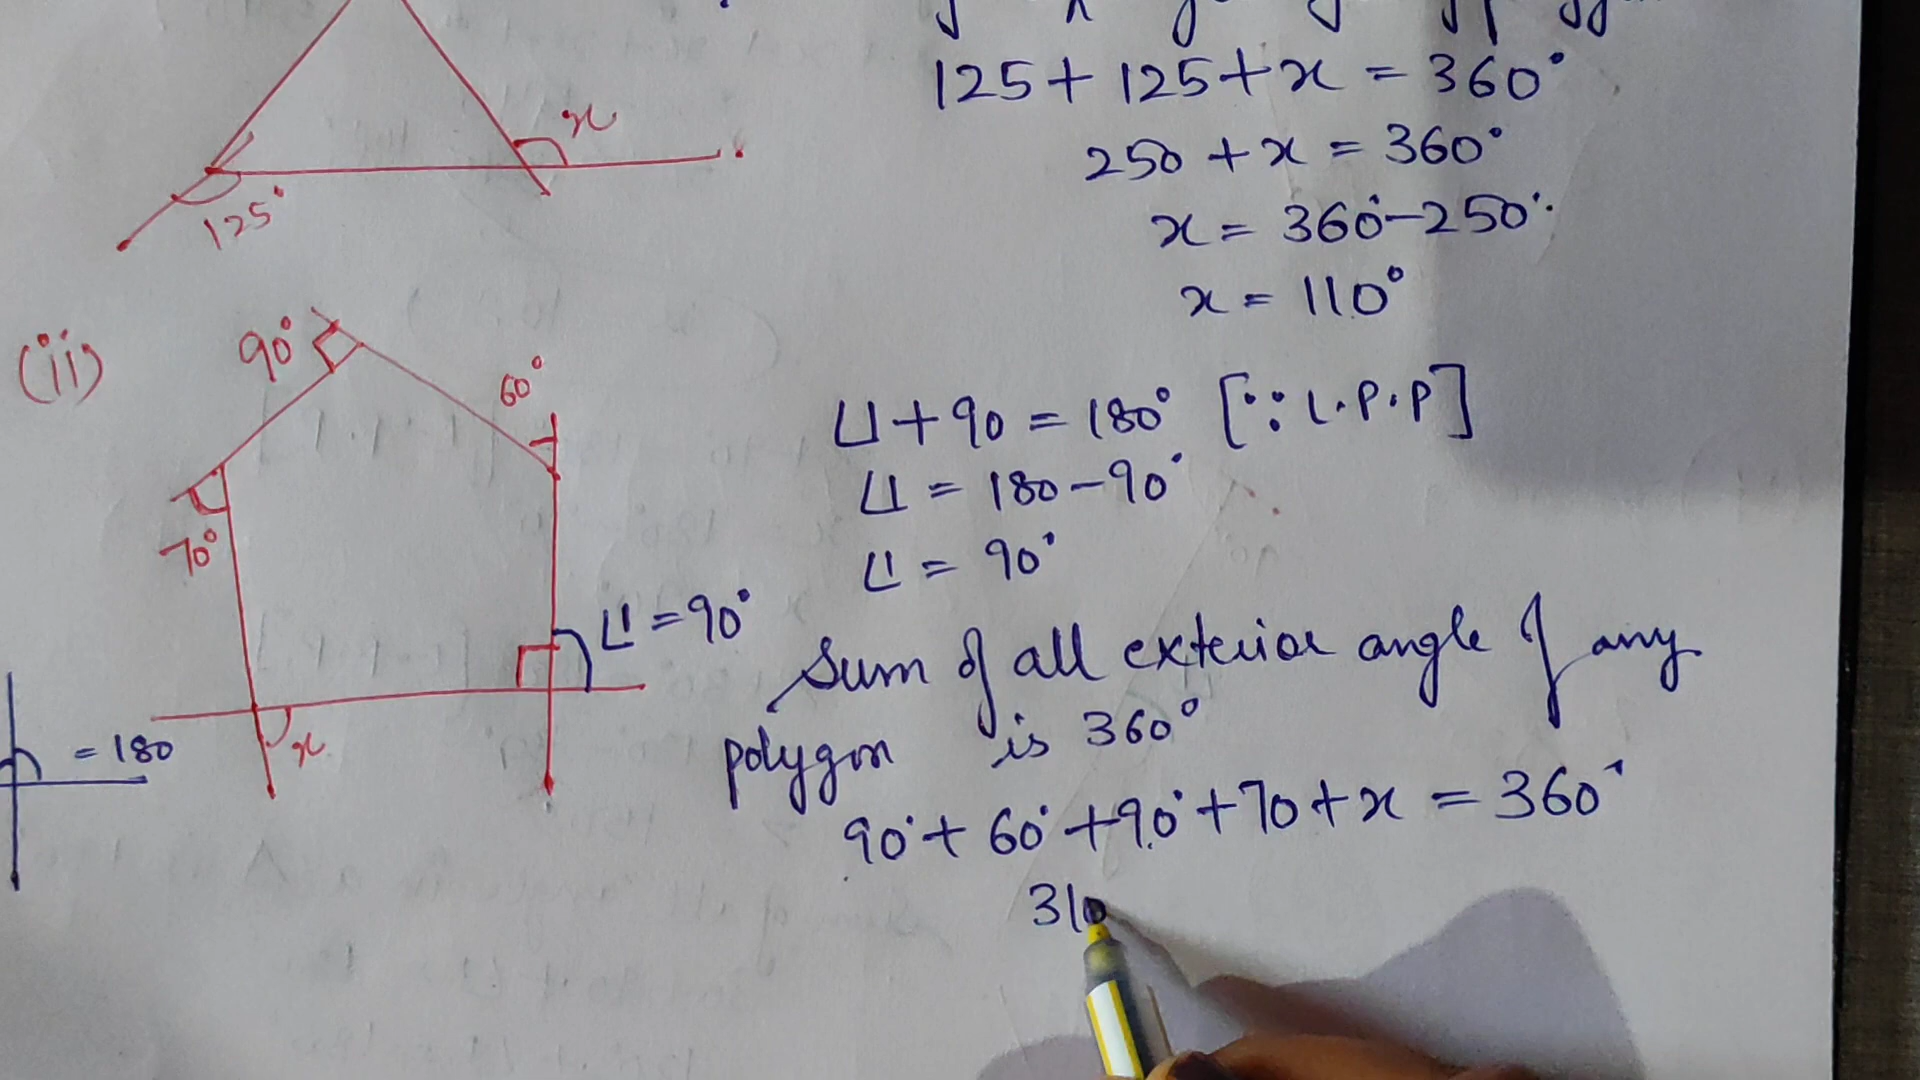 125 + 125 + x = 360°
250 + x = 360°
x = 360° - 250°
x = 110°
x
125°
(ii)
90°
60°
70°
∠1 = 90°
x
= 180
∠1 + 90 = 180° [∵ L.P.P]
∠1 = 180 - 90°
∠1 = 90°
Sum of all exterior angle of any
polygon is 360°
90° + 60° + 90° + 70 + x = 360°
310